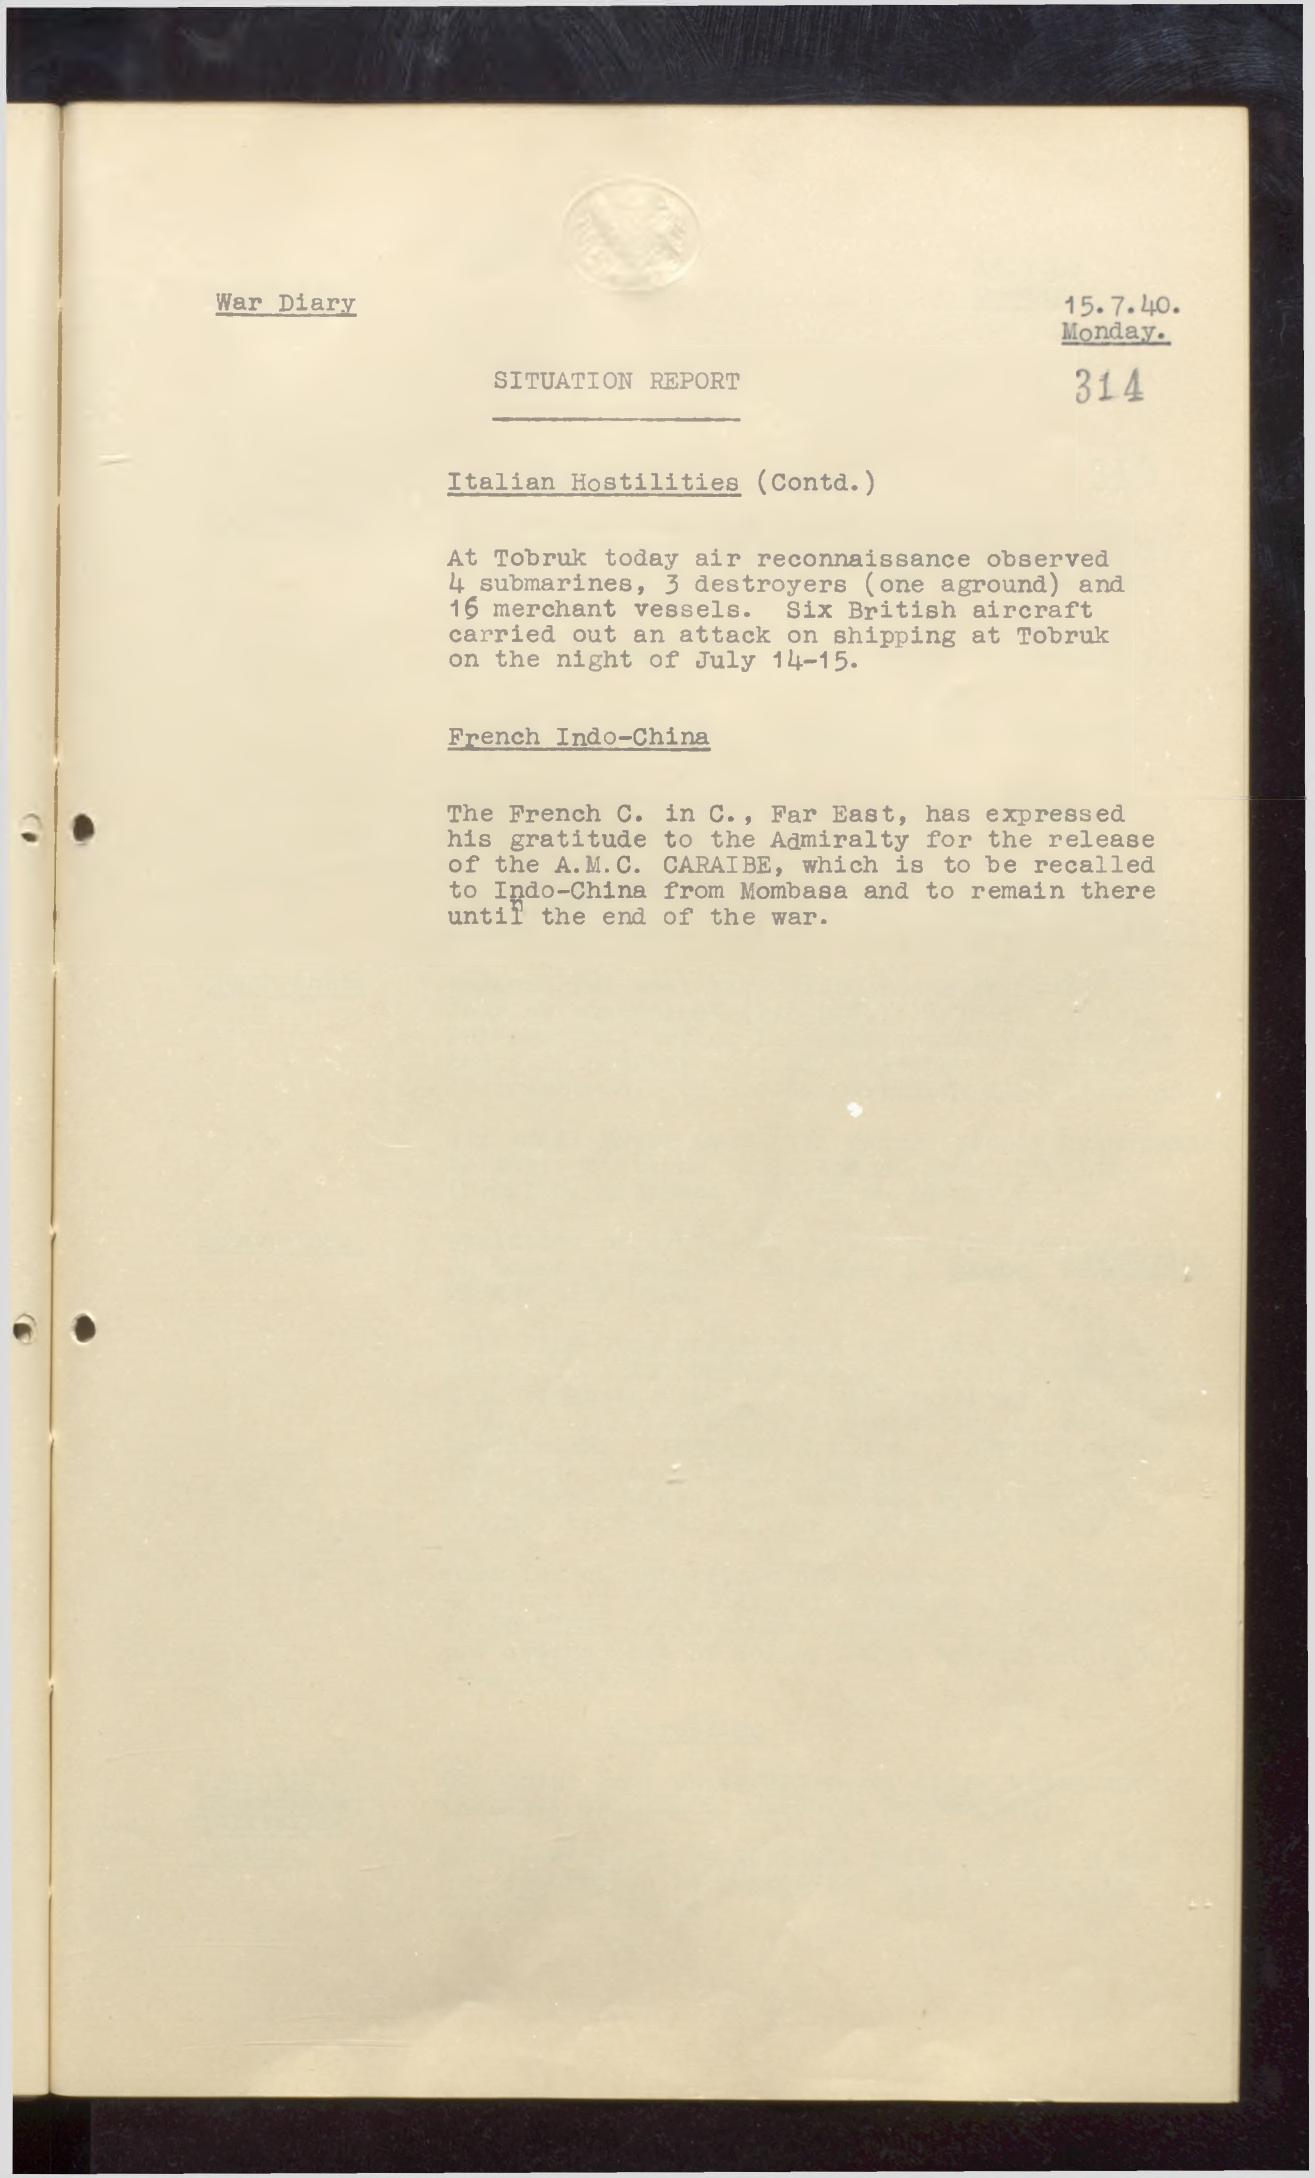 War Diary
15.7.40.
Monday.
314
SITUATION REPORT
Italian Hostilities (Contd.)
At Tobruk today air reconnaissance observed
4 submarines, 3 destroyers (one aground) and
16 merchant vessels. Six British aircraft
carried out an attack on shipping at Tobruk
on the night of July 14-15.
French Indo-China
The French C. in C., Far East, has expressed
his gratitude to the Admiralty for the release
of the A.M.C. CARAIBE, which is to be recalled
to Indo-China from Mombasa and to remain there
until the end of the war.